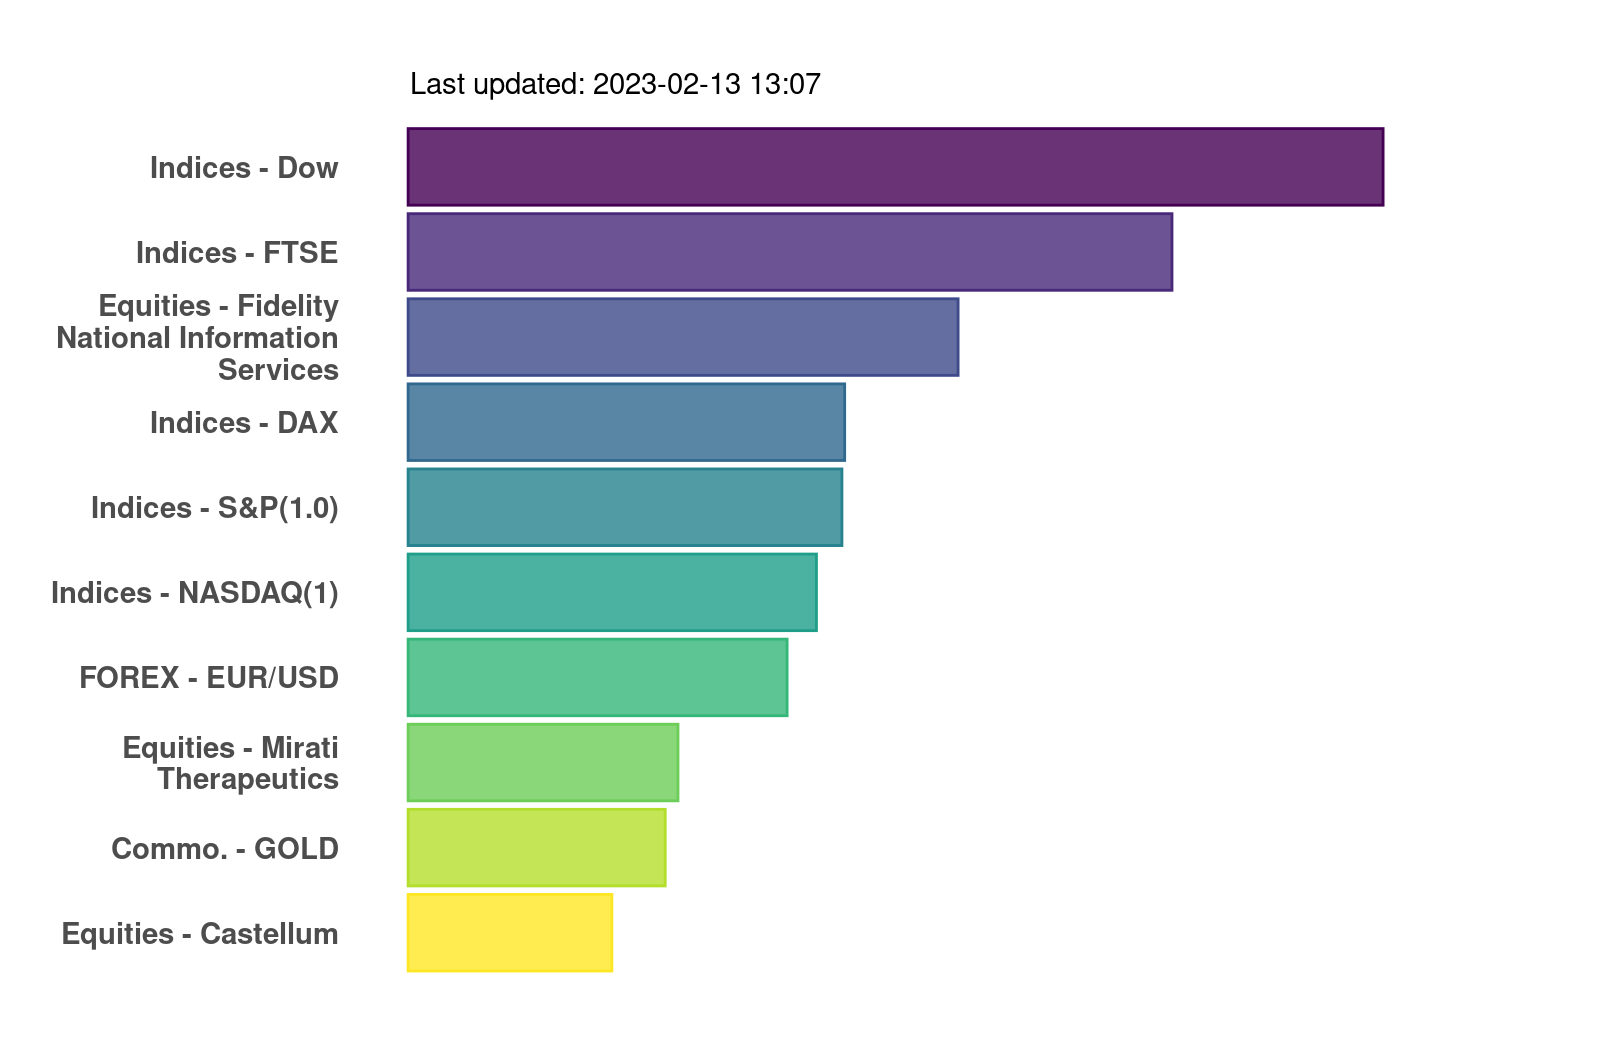 Last updated: 2023-02-13 13:07
Indices - Dow
Indices - FTSE
Equities - Fidelity
National Information
Services
Indices - DAX
Indices - S&P(1.0)
Indices - NASDAQ(1)
FOREX - EUR/USD
Equities - Mirati
Therapeutics
Commo. - GOLD
Equities - Castellum